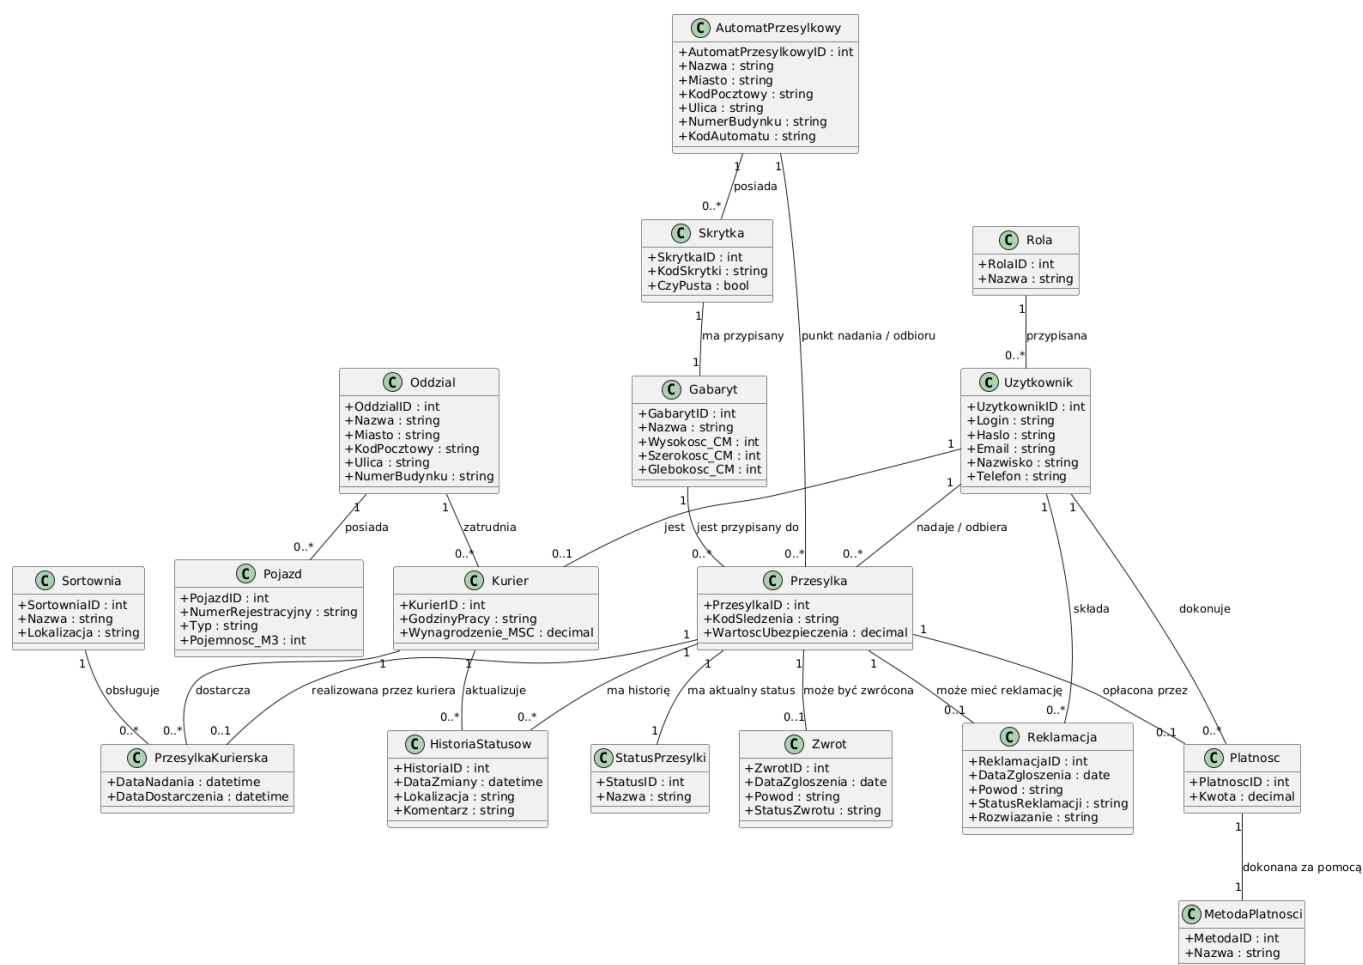 C AutomatPrzesylkowy
+AutomatPrzesylkowyID : int
+Nazwa : string
+Miasto : string
+KodPocztowy : string
+Ulica : string
+NumerBudynku : string
+KodAutomatu : string
1
1
posiada
0..*
C Skrytka
+SkrytkaID : int
+KodSkrytki : string
+CzyPusta : bool
C Rola
+RolaID : int
+Nazwa : string
1
ma przypisany
1
punkt nadania / odbioru
1
przypisana
0..*
C Oddzial
+OddzialID : int
+Nazwa : string
+Miasto : string
+KodPocztowy : string
+Ulica : string
+NumerBudynku : string
C Gabaryt
+GabarytID : int
+Nazwa : string
+Wysokosc_CM : int
+Szerokosc_CM : int
+Glebokosc_CM : int
C Uzytkownik
+UzytkownikID : int
+Login : string
+Haslo : string
+Email : string
+Nazwisko : string
+Telefon : string
1
1
1
posiada
0..*
1
zatrudnia
0..*
jest
0..1
1
jest przypisany do
0..*
0..*
nadaje / odbiera
0..*
1
składa
1
dokonuje
C Sortownia
+SortowniaID : int
+Nazwa : string
+Lokalizacja : string
C Pojazd
+PojazdID : int
+NumerRejestracyjny : string
+Typ : string
+Pojemnosc_M3 : int
C Kurier
+KurierID : int
+GodzinyPracy : string
+Wynagrodzenie_MSC : decimal
C Przesylka
+PrzesylkaID : int
+KodSledzenia : string
+WartoscUbezpieczenia : decimal
1
obsługuje
0..*
1
dostarcza
0..*
1
realizowana przez kuriera
0..1
1
aktualizuje
0..*
1
ma historię
0..*
1
ma aktualny status
1
1
może być zwrócona
0..1
1
może mieć reklamację
0..1
0..*
1
opłacona przez
0..1
0..*
C PrzesylkaKurierska
+DataNadania : datetime
+DataDostarczenia : datetime
C HistoriaStatusow
+HistoriaID : int
+DataZmiany : datetime
+Lokalizacja : string
+Komentarz : string
C StatusPrzesylki
+StatusID : int
+Nazwa : string
C Zwrot
+ZwrotID : int
+DataZgloszenia : date
+Powod : string
+StatusZwrotu : string
C Reklamacja
+ReklamacjaID : int
+DataZgloszenia : date
+Powod : string
+StatusReklamacji : string
+Rozwiazanie : string
C Platnosc
+PlatnoscID : int
+Kwota : decimal
1
dokonana za pomocą
1
C MetodaPlatnosci
+MetodaID : int
+Nazwa : string